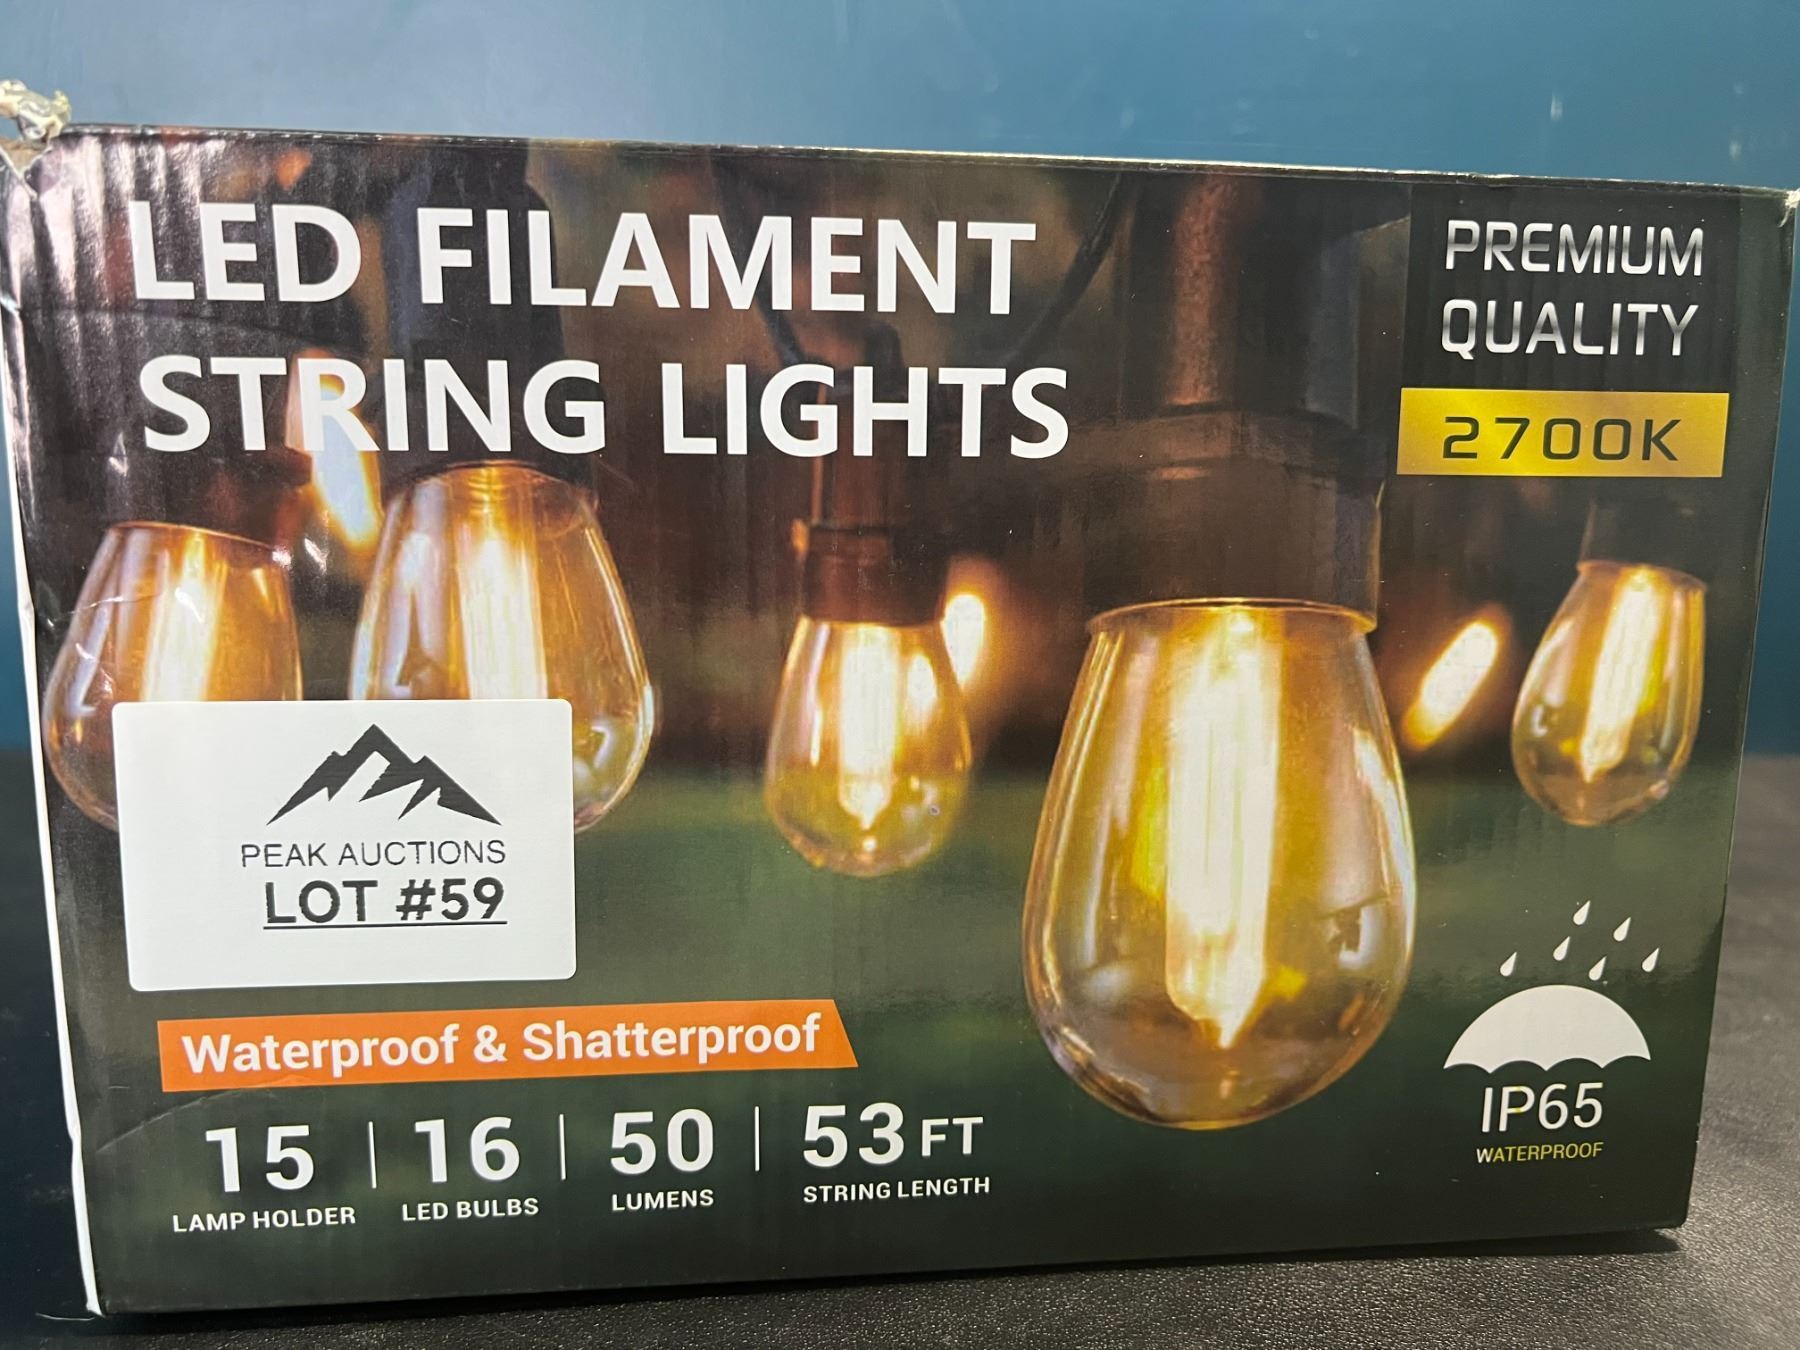 LED FILAMENT
STRING LIGHTS
PREMIUM
QUALITY
2700K
PEAK AUCTIONS
LOT #59
Waterproof & Shatterproof
15
LAMP HOLDER
16
LED BULBS
50
LUMENS
53 FT
STRING LENGTH
IP65
WATERPROOF